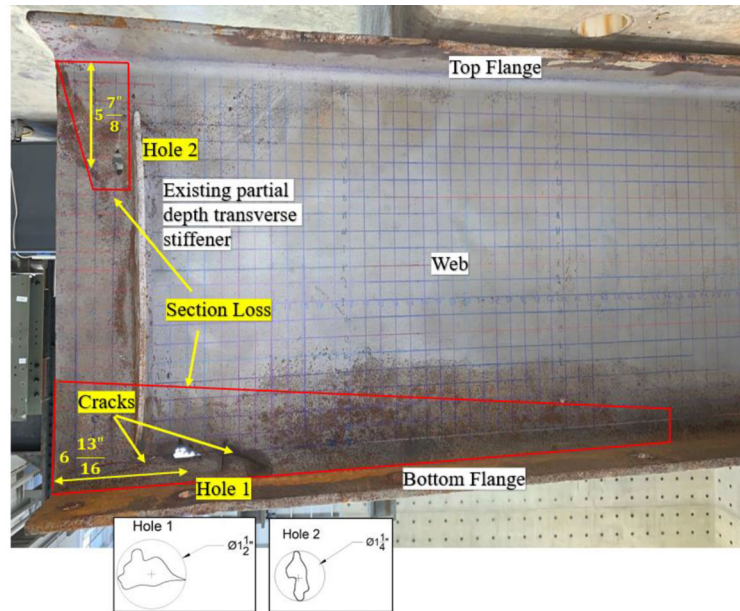 Top Flange
5 7/8"
Hole 2
Existing partial
depth transverse
stiffener
Web
Section Loss
Cracks
6 13/16"
Hole 1
Bottom Flange
Hole 1
Ø1 1/2"
Hole 2
Ø1 1/4"